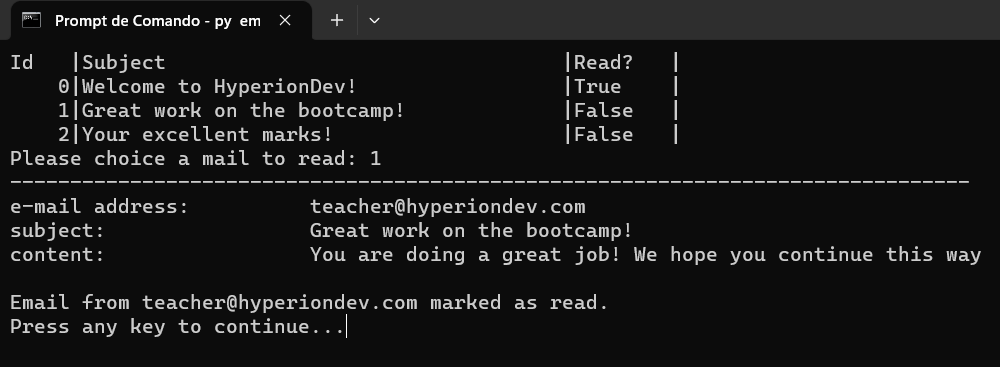 Prompt de Comando - py em
Id   |Subject                                 |Read?   |
    0|Welcome to HyperionDev!                 |True    |
    1|Great work on the bootcamp!             |False   |
    2|Your excellent marks!                   |False   |
Please choice a mail to read: 1
--------------------------------------------------------------------------------
e-mail address:          teacher@hyperiondev.com
subject:                 Great work on the bootcamp!
content:                 You are doing a great job! We hope you continue this way
Email from teacher@hyperiondev.com marked as read.
Press any key to continue...